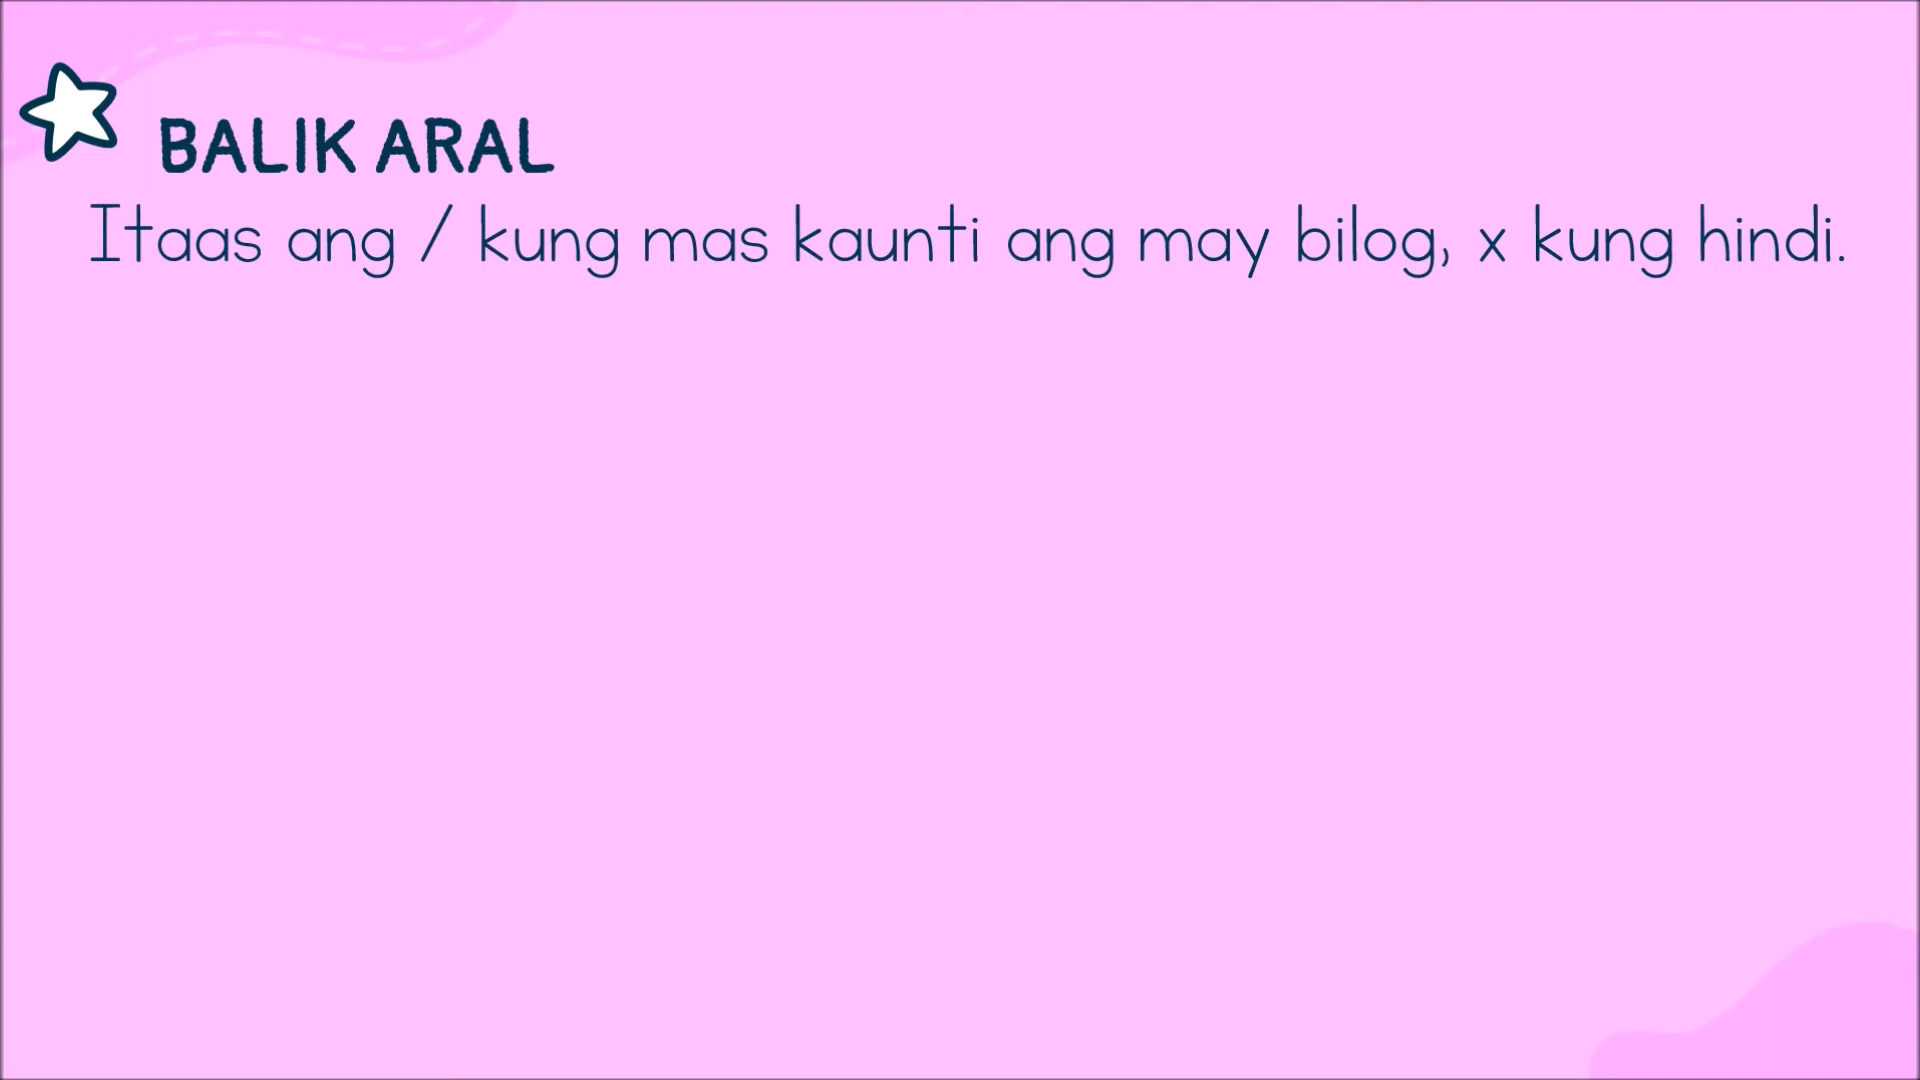 BALIK ARAL
Itaas ang / kung mas kaunti ang may bilog, x kung hindi.